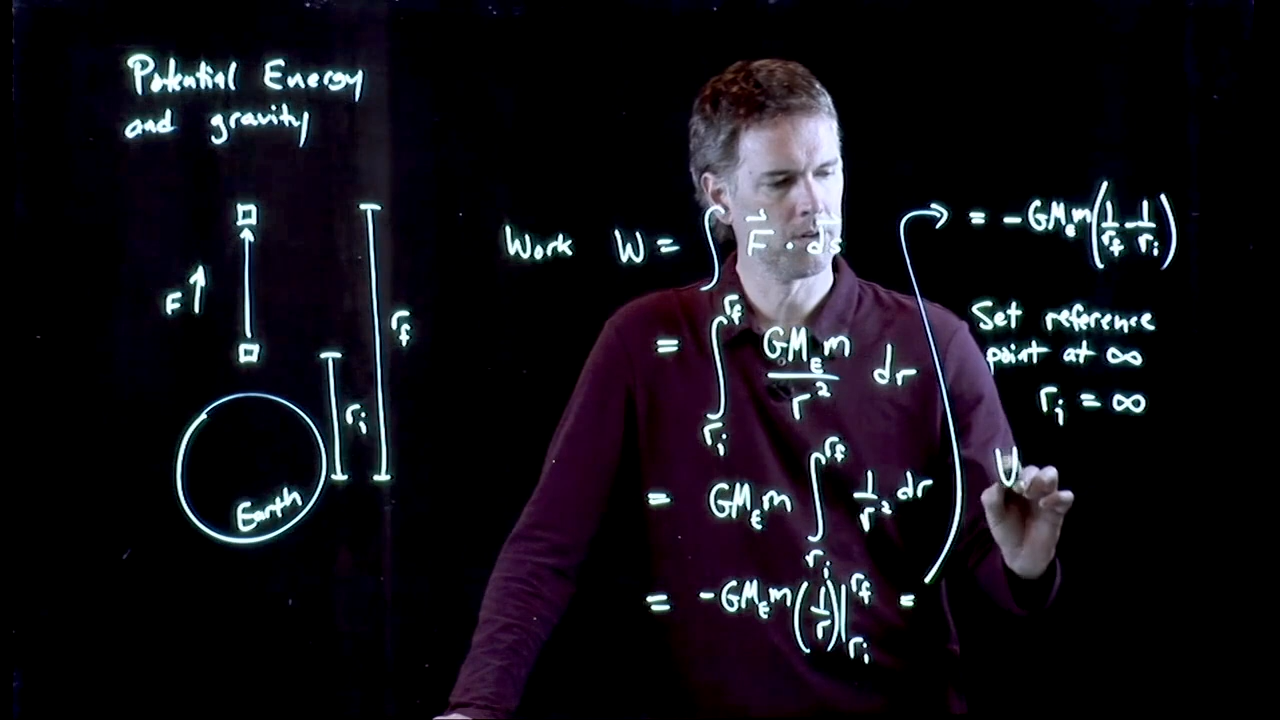 Potential Energy
and gravity
F↑
r_f
r_i
Earth
Work W = ∫ F⃗ · ds⃗
= ∫_{r_i}^{r_f} GM_E m / r² dr
= GM_E m ∫_{r_i}^{r_f} 1/r² dr
= -GM_E m (1/r)|_{r_i}^{r_f} =
= -GM_E m (1/r_f - 1/r_i)
Set reference
point at ∞
r_i = ∞
U